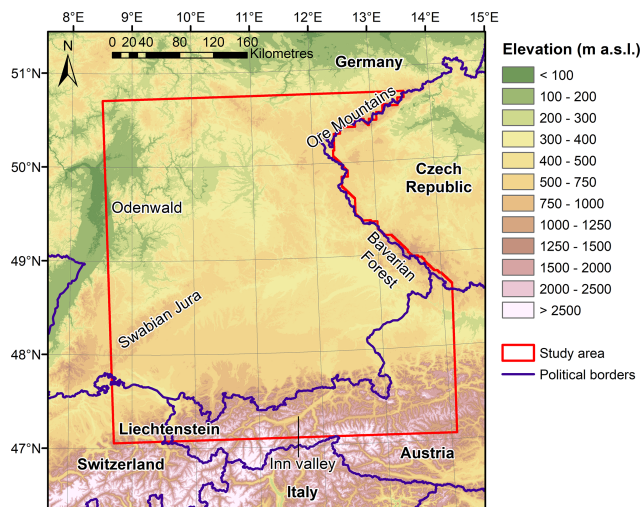 8°E 9°E 10°E 11°E 12°E 13°E 14°E 15°E
N
0 20 40 80 120 160
Kilometres
Germany
51°N
Ore Mountains
50°N
Czech
Republic
Odenwald
49°N
Bavarian
Forest
Swabian Jura
48°N
Liechtenstein
47°N
Switzerland
Inn valley
Austria
Italy
Elevation (m a.s.l.)
< 100
100 - 200
200 - 300
300 - 400
400 - 500
500 - 750
750 - 1000
1000 - 1250
1250 - 1500
1500 - 2000
2000 - 2500
> 2500
Study area
Political borders